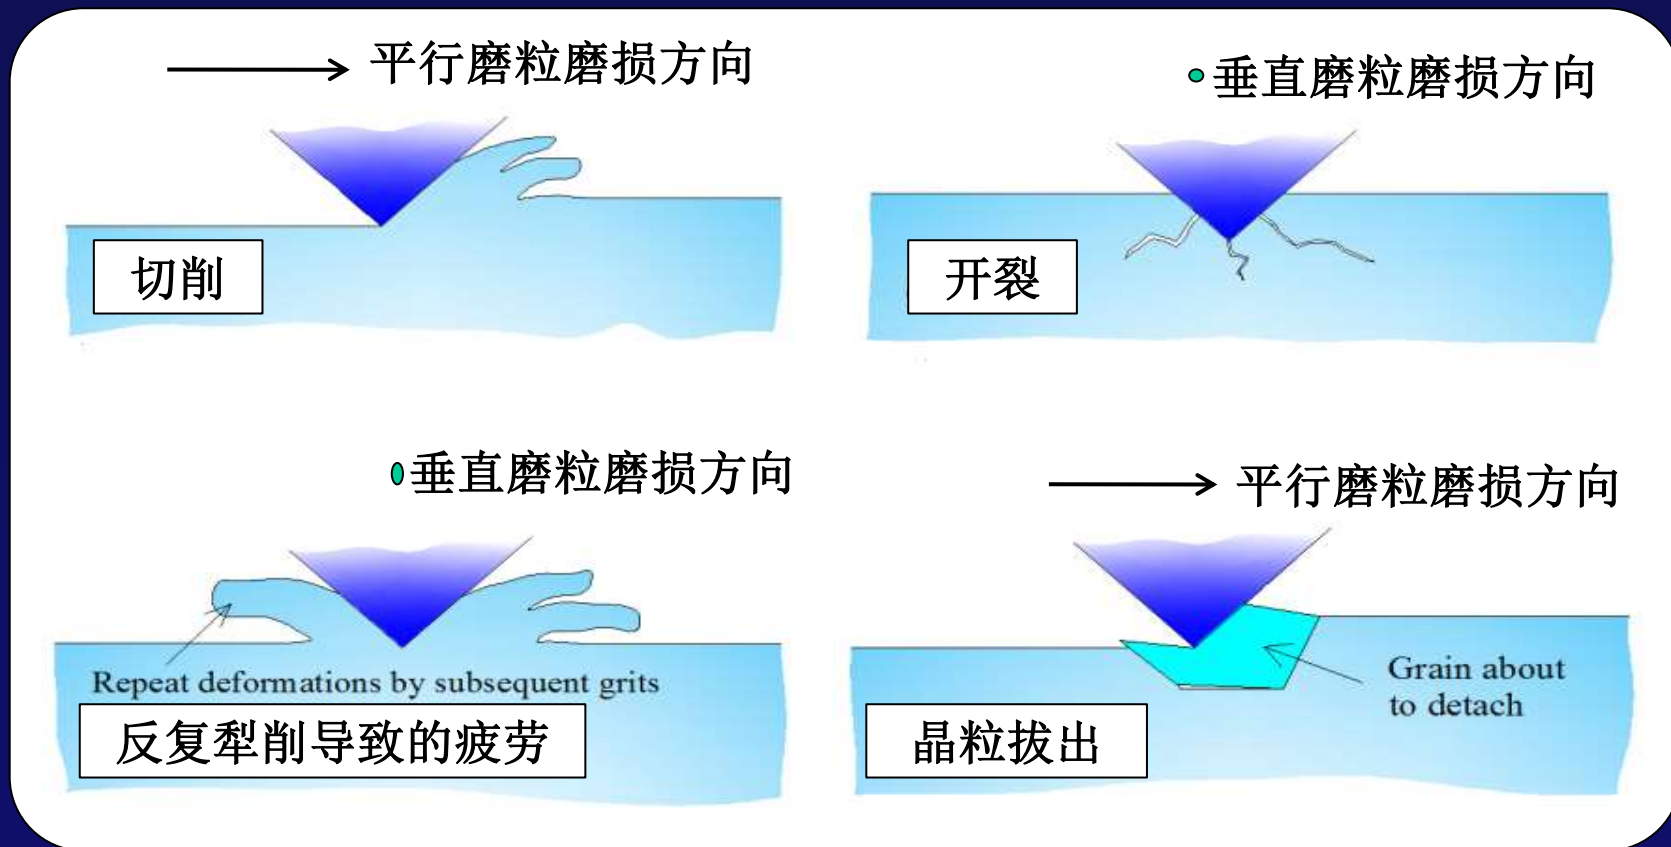 平行磨粒磨损方向
垂直磨粒磨损方向
切削
开裂
垂直磨粒磨损方向
平行磨粒磨损方向
Repeat deformations by subsequent grits
反复犁削导致的疲劳
Grain about
to detach
晶粒拔出